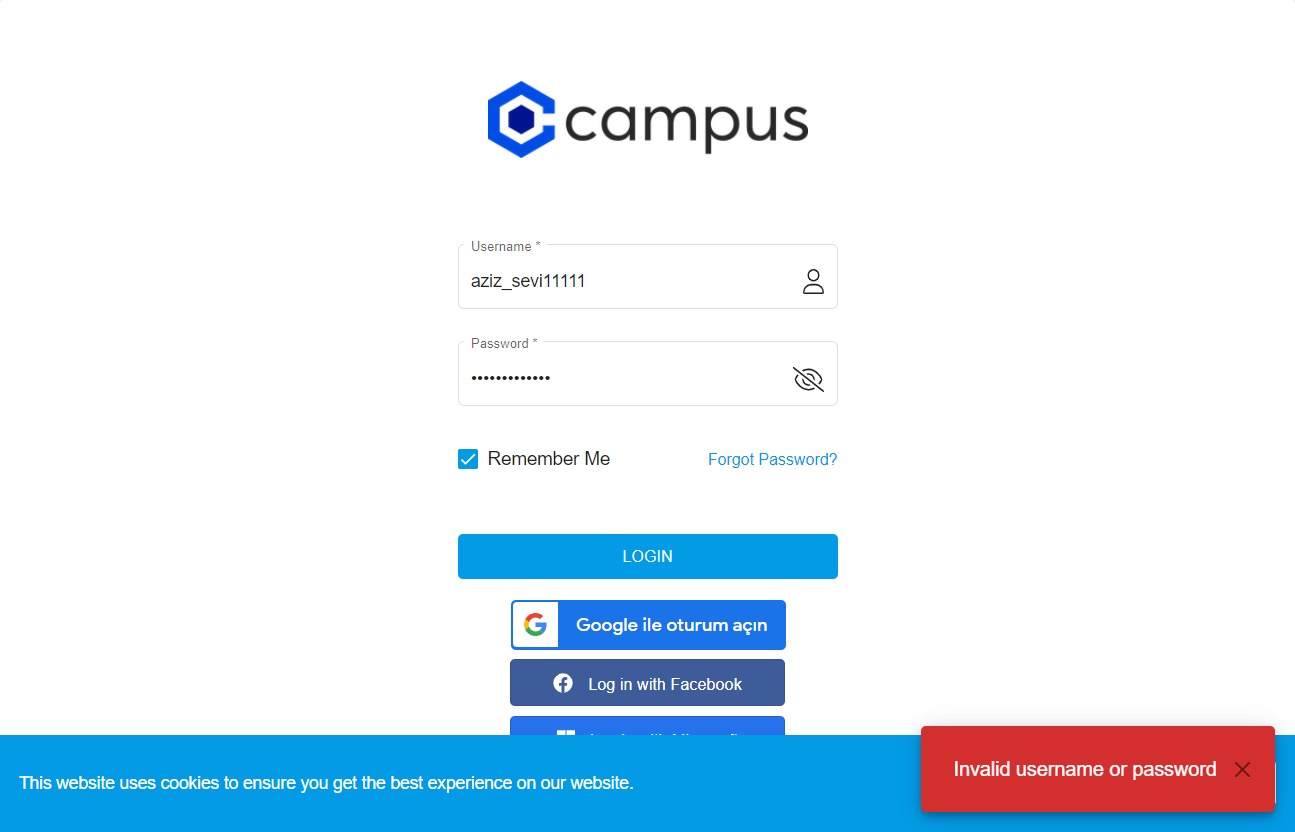 campus
Username *
aziz_sevi11111
Password *
•••••••••••••
Remember Me
Forgot Password?
LOGIN
Google ile oturum açın
Log in with Facebook
This website uses cookies to ensure you get the best experience on our website.
Invalid username or password